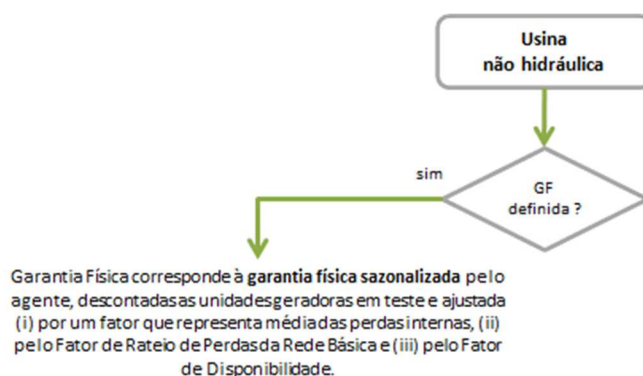 Usina
não hidráulica
sim
GF
definida ?
Garantia Física corresponde à garantia física sazonalizada pelo
agente, descontadas as unidades geradoras em teste e ajustada
(i) por um fator que representa média das perdas internas, (ii)
pelo Fator de Rateio de Perdas da Rede Básica e (iii) pelo Fator
de Disponibilidade.